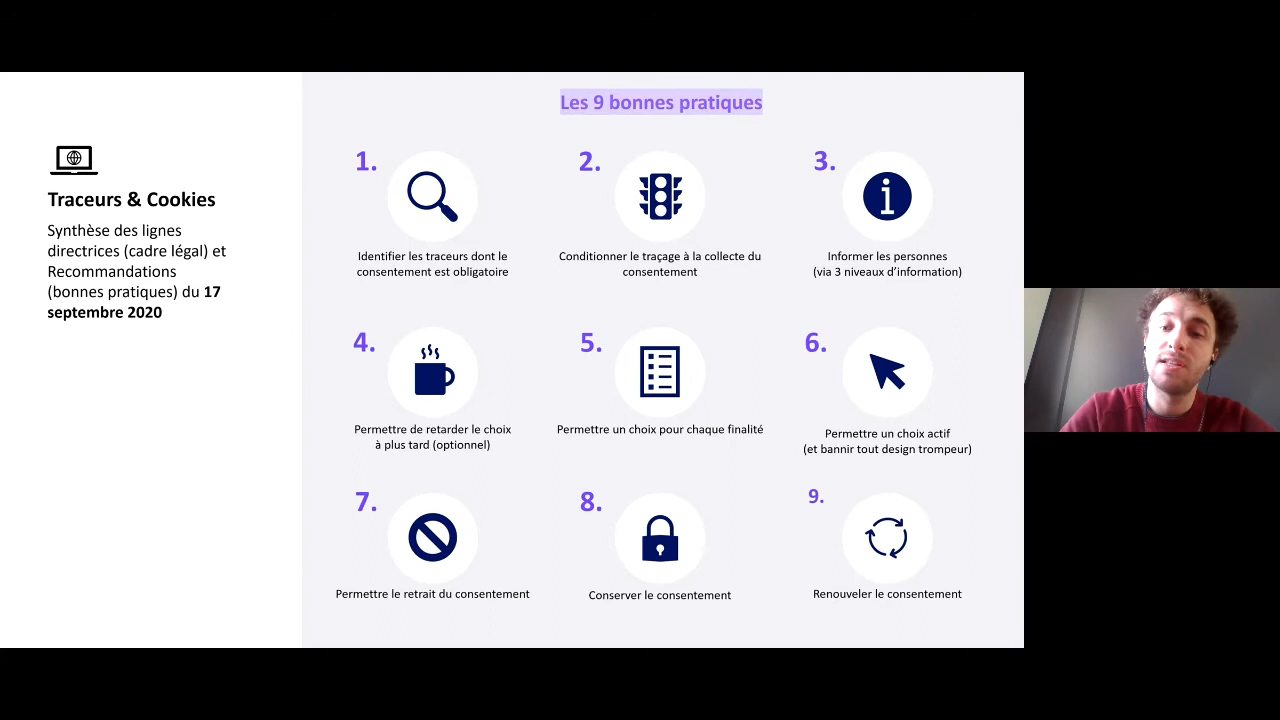 Les 9 bonnes pratiques
Traceurs & Cookies
Synthèse des lignes
directrices (cadre légal) et
Recommandations
(bonnes pratiques) du 17
septembre 2020
1.
Identifier les traceurs dont le
consentement est obligatoire
2.
Conditionner le traçage à la collecte du
consentement
3.
Informer les personnes
(via 3 niveaux d’information)
4.
Permettre de retarder le choix
à plus tard (optionnel)
5.
Permettre un choix pour chaque finalité
6.
Permettre un choix actif
(et bannir tout design trompeur)
7.
Permettre le retrait du consentement
8.
Conserver le consentement
9.
Renouveler le consentement